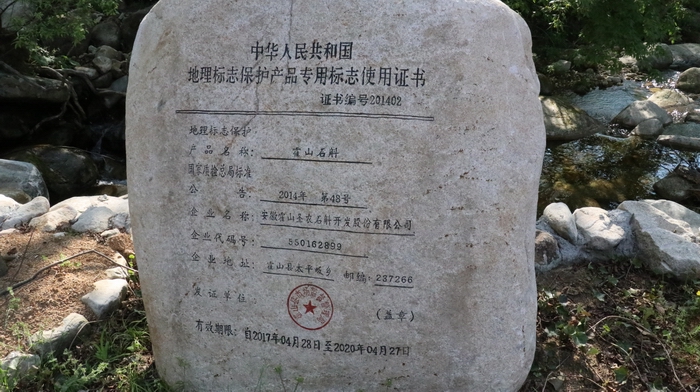 中华人民共和国
地理标志保护产品专用标志使用证书
证书编号201402
地理标志保护
产品名称： 霍山石斛
国家质检总局标准
公告 2014年 第48号
企业名称： 安徽霍山圣农石斛开发股份有限公司
企业代码号： 550162899
企业地址： 霍山县太平畈乡 邮编：237266
发证单位： (盖章)
有效期限：自2017年04月28日至2020年04月27日